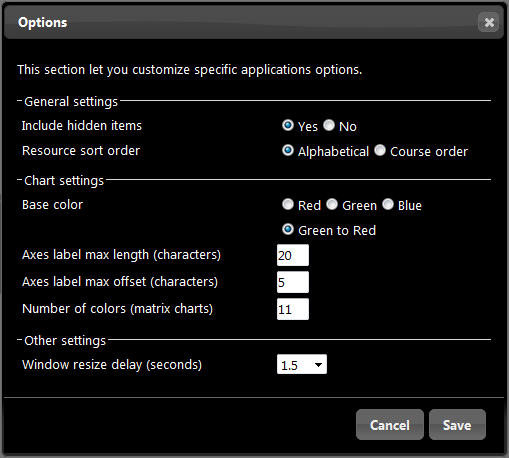 Options
This section let you customize specific applications options.
General settings
Include hidden items Yes No
Resource sort order Alphabetical Course order
Chart settings
Base color Red Green Blue
Green to Red
Axes label max length (characters) 20
Axes label max offset (characters) 5
Number of colors (matrix charts) 11
Other settings
Window resize delay (seconds) 1.5
Cancel Save